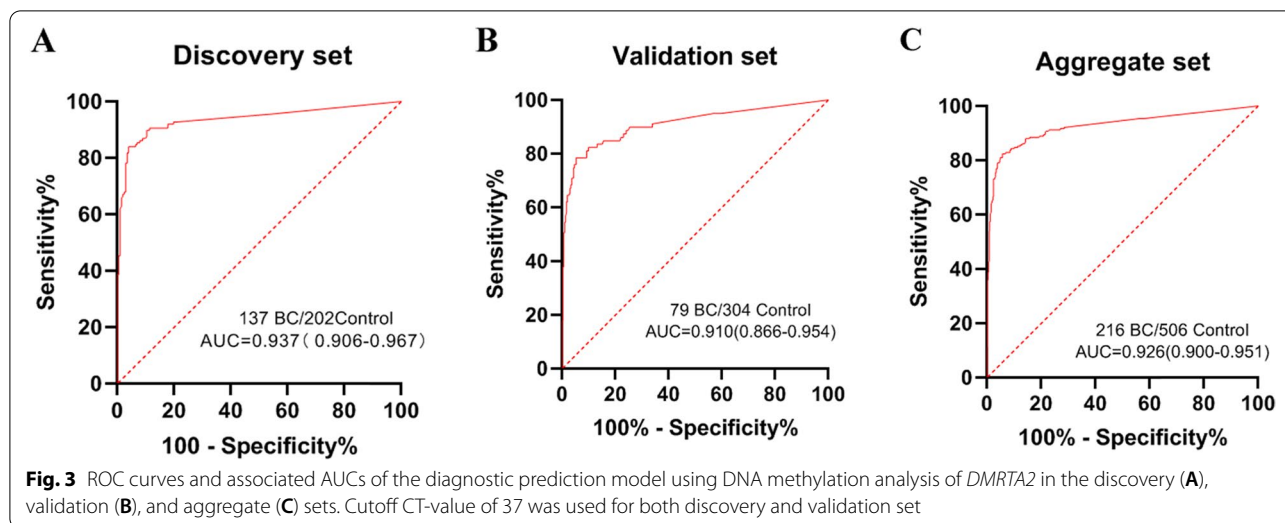 A
Discovery set
Sensitivity%
100
80
60
40
20
0
137 BC/202Control
AUC=0.937( 0.906-0.967)
0 20 40 60 80 100
100 - Specificity%
B
Validation set
Sensitivity%
100
80
60
40
20
0
79 BC/304 Control
AUC=0.910(0.866-0.954)
0 20 40 60 80 100
100% - Specificity%
C
Aggregate set
Sensitivity%
100
80
60
40
20
0
216 BC/506 Control
AUC=0.926(0.900-0.951)
0 20 40 60 80 100
100% - Specificity%
Fig. 3 ROC curves and associated AUCs of the diagnostic prediction model using DNA methylation analysis of DMRTA2 in the discovery (A),
validation (B), and aggregate (C) sets. Cutoff CT-value of 37 was used for both discovery and validation set